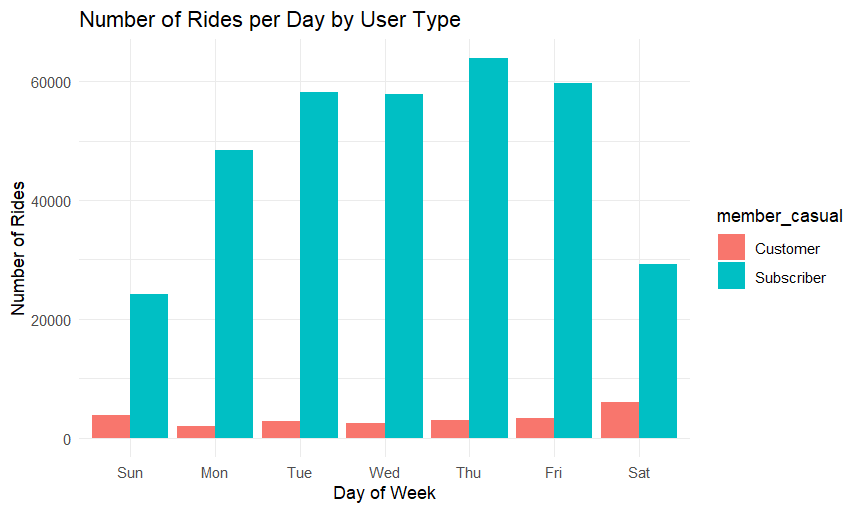 Number of Rides per Day by User Type
Number of Rides
60000
40000
20000
0
Sun Mon Tue Wed Thu Fri Sat
Day of Week
member_casual
Customer
Subscriber